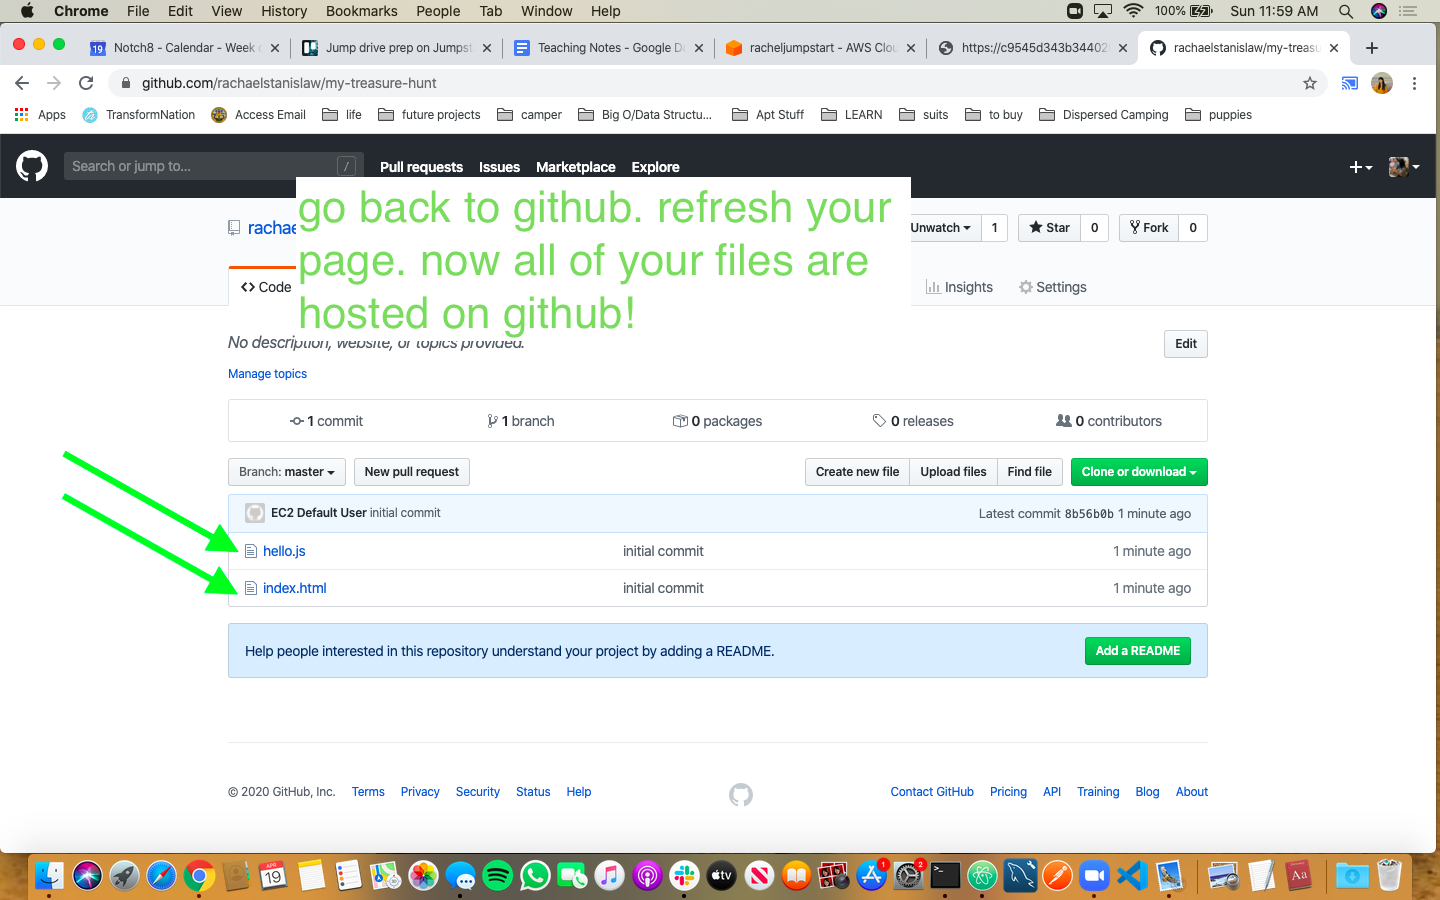 Chrome File Edit View History Bookmarks People Tab Window Help 100% Sun 11:59 AM
19 Notch8 - Calendar - Week Jump drive prep on Jumpst Teaching Notes - Google D racheljumpstart - AWS Clou https://c9545d343b34402 rachaelstanislaw/my-treasu
github.com/rachaelstanislaw/my-treasure-hunt
Apps TransformNation Access Email life future projects camper Big O/Data Structu... Apt Stuff LEARN suits to buy Dispersed Camping puppies
Search or jump to... / Pull requests Issues Marketplace Explore
go back to github. refresh your
page. now all of your files are
hosted on github!
rachae Unwatch 1 Star 0 Fork 0
Code Insights Settings
No description, website, or topics provided. Edit
Manage topics
1 commit 1 branch 0 packages 0 releases 0 contributors
Branch: master New pull request Create new file Upload files Find file Clone or download
EC2 Default User initial commit Latest commit 8b56b0b 1 minute ago
hello.js initial commit 1 minute ago
index.html initial commit 1 minute ago
Help people interested in this repository understand your project by adding a README. Add a README
© 2020 GitHub, Inc. Terms Privacy Security Status Help Contact GitHub Pricing API Training Blog About
APR 19 tv 1 2 Aa